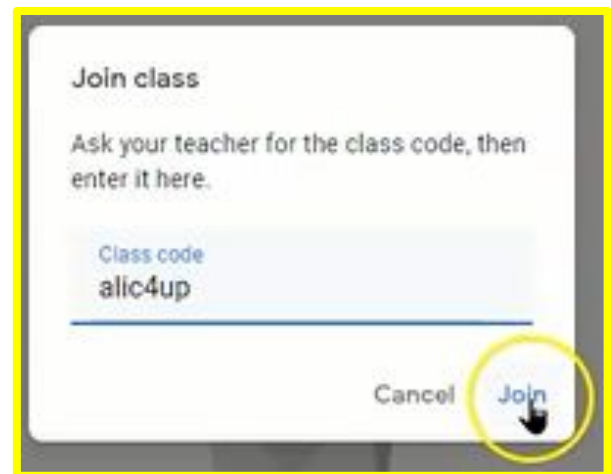 Join class
Ask your teacher for the class code, then
enter it here.
Class code
alic4up
Cancel Join